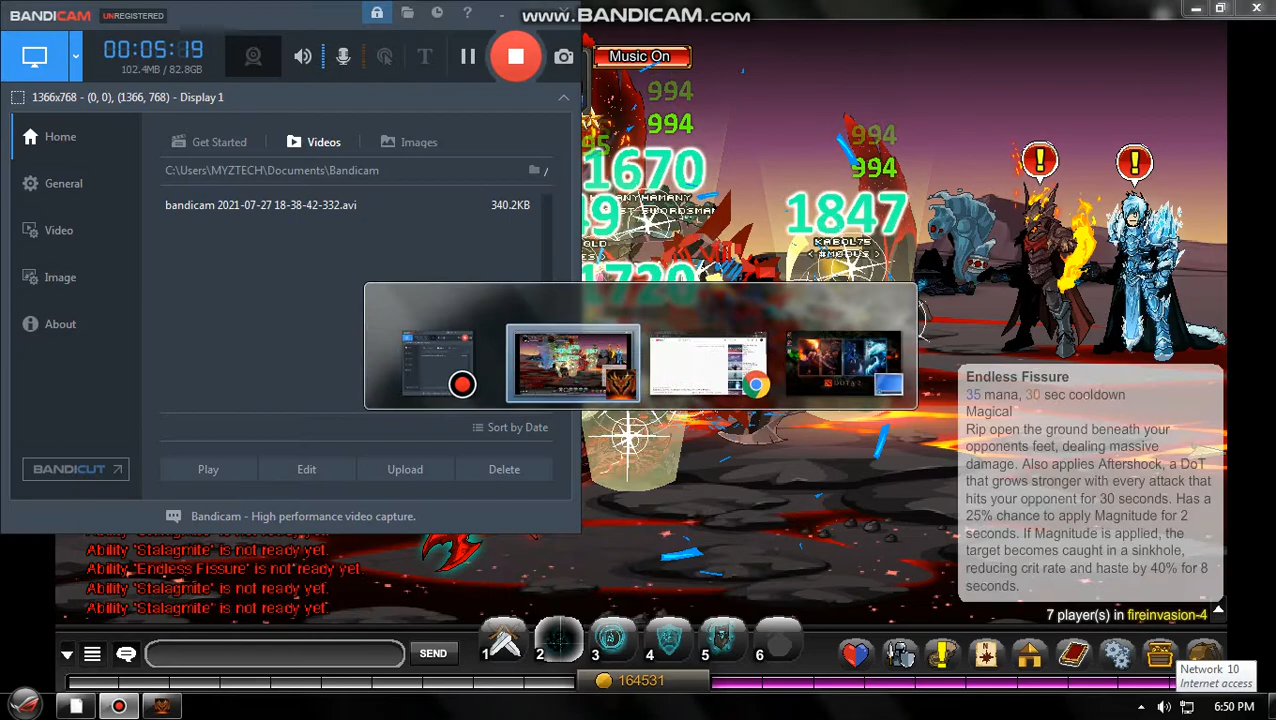 BANDICAM UNREGISTERED
www.BANDICAM.com
00:05:19
102.4MB / 82.8GB
1366x768 - (0, 0), (1366, 768) - Display 1
Home
General
Video
Image
About
Get Started
Videos
Images
C:\Users\MYZTECH\Documents\Bandicam
bandicam 2021-07-27 18-38-42-332.avi
340.2KB
Sort by Date
BANDICUT
Play
Edit
Upload
Delete
Bandicam - High performance video capture.
Music On
994
994
1670
994
994
1847
KABOL75
< #MODUS >
1720
DOTA 2
Endless Fissure
35 mana, 30 sec cooldown
Magical
Rip open the ground beneath your
opponents feet, dealing massive
damage. Also applies Aftershock, a DoT
that grows stronger with every attack that
hits your opponent for 30 seconds. Has a
25% chance to apply Magnitude for 2
seconds. If Magnitude is applied, the
target becomes caught in a sinkhole,
reducing crit rate and haste by 40% for 8
seconds.
7 player(s) in fireinvasion-4
Ability 'Stalagmite' is not ready yet.
Ability 'Endless Fissure' is not ready yet.
Ability 'Stalagmite' is not ready yet.
Ability 'Stalagmite' is not ready yet.
SEND
1
2
3
4
5
6
164531
Network 10
Internet access
6:50 PM